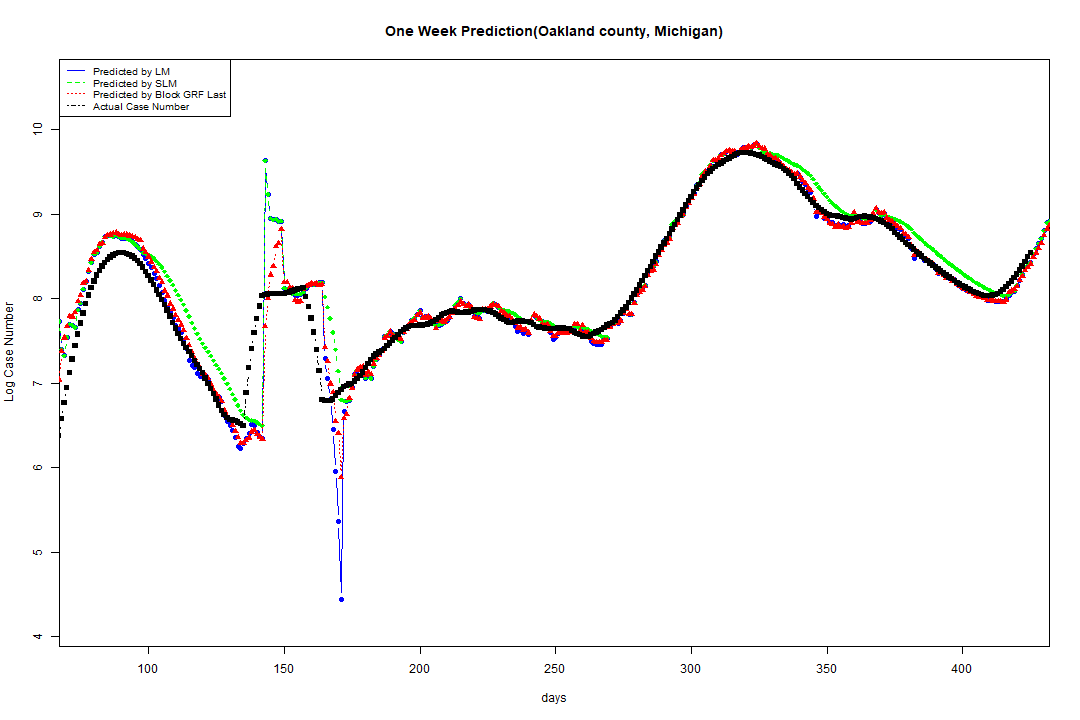 One Week Prediction(Oakland county, Michigan)
Predicted by LM
Predicted by SLM
Predicted by Block GRF Last
Actual Case Number
Log Case Number
10
9
8
7
6
5
4
100 150 200 250 300 350 400
days